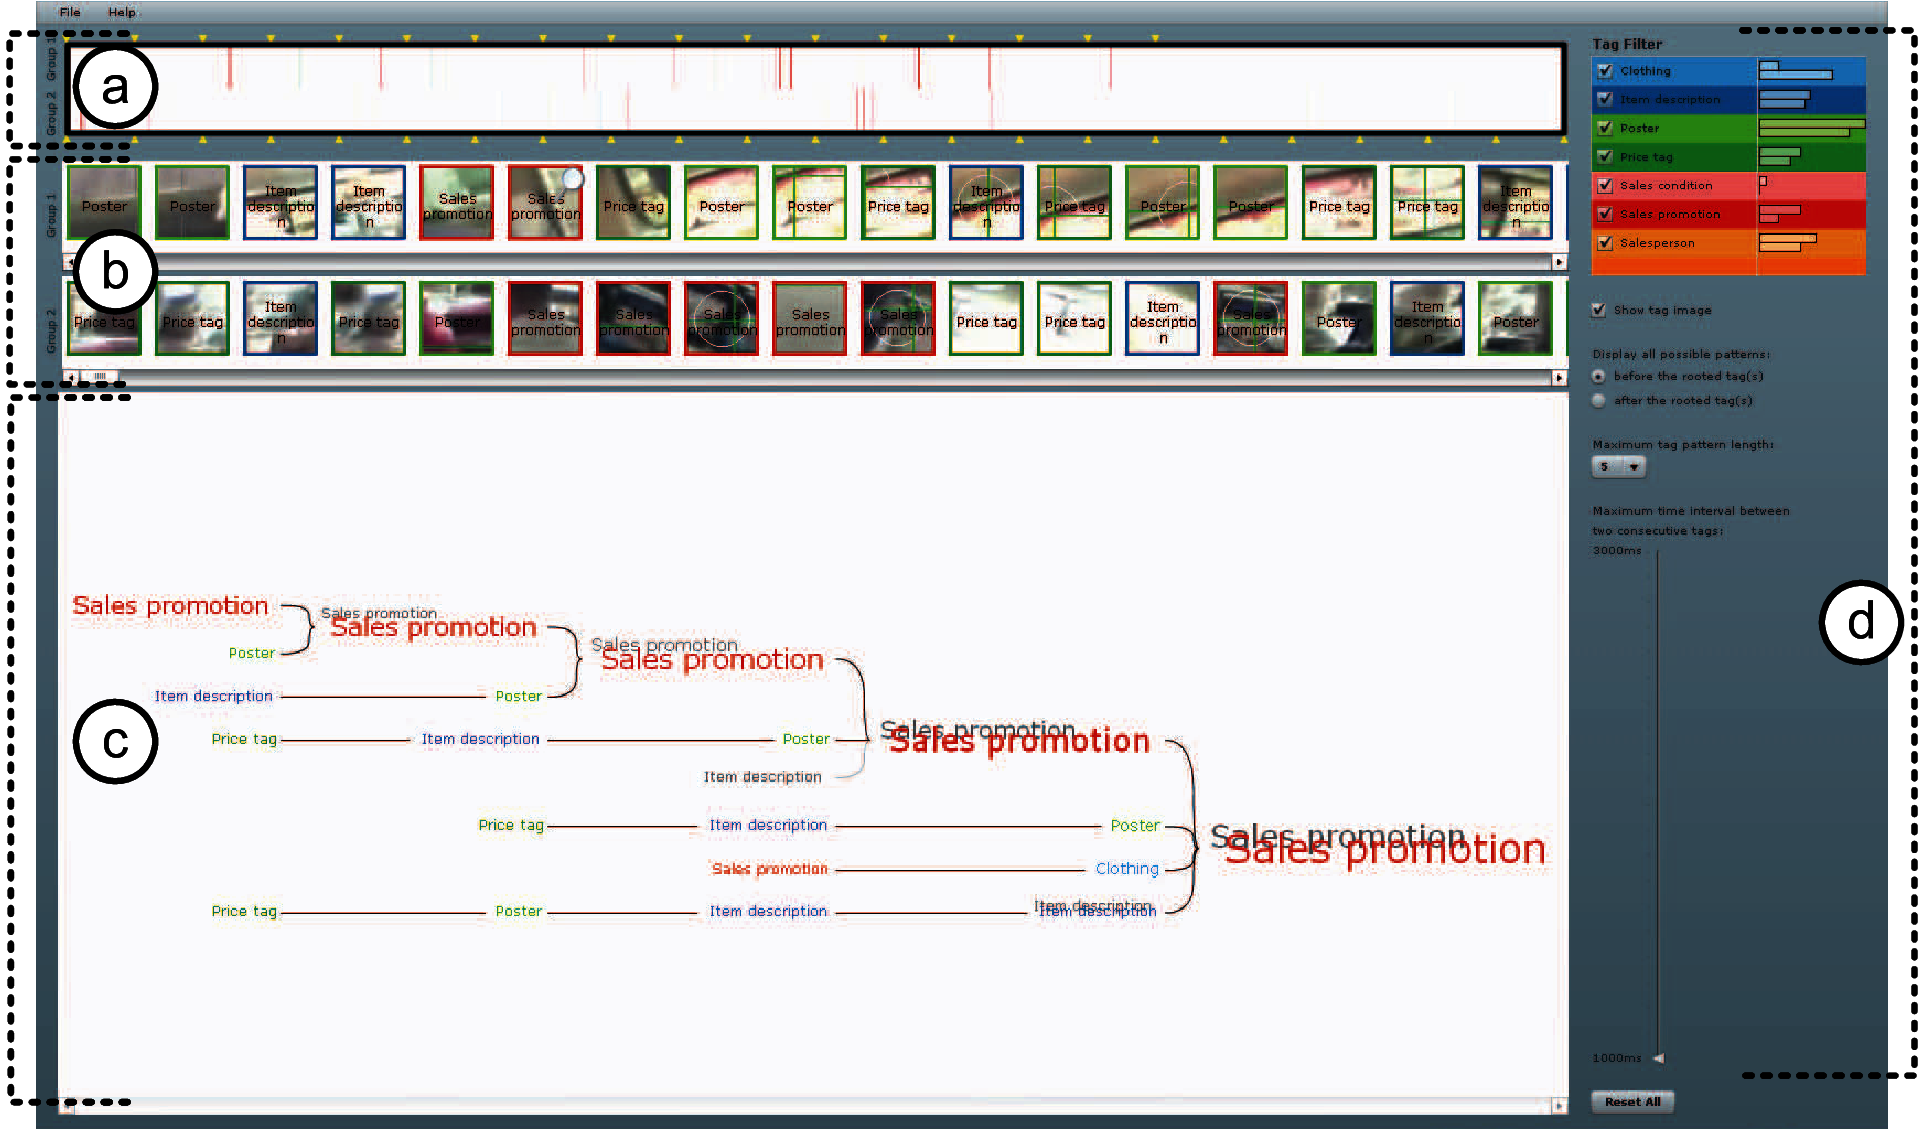 File Help
Group 1
Group 2
a
Group 1
Poster
Poster
Item
descriptio
n
Item
descriptio
n
Sales
promotion
Sales
promotion
Price tag
Poster
Poster
Price tag
Item
descriptio
n
Price tag
Poster
Poster
Price tag
Price tag
Item
descriptio
n
b
Group 2
Price tag
Price tag
Item
descriptio
n
Price tag
Poster
Sales
promotion
Sales
promotion
Sales
promotion
Sales
promotion
Sales
promotion
Price tag
Price tag
Item
descriptio
n
Sales
promotion
Poster
Item
descriptio
n
Poster
c
Sales promotion
Sales promotion
Sales promotion
Poster
Sales promotion
Sales promotion
Item description
Poster
Sales promotion
Sales promotion
Price tag
Item description
Poster
Item description
Price tag
Item description
Poster
Sales promotion
Sales promotion
Sales promotion
Clothing
Price tag
Poster
Item description
Item description
Item description
Tag Filter
Clothing
Item description
Poster
Price tag
Sales condition
Sales promotion
Salesperson
Show tag image
Display all possible patterns:
before the rooted tag(s)
after the rooted tag(s)
Maximum tag pattern length:
5
Maximum time interval between
two consecutive tags:
3000ms
d
1000ms
Reset All